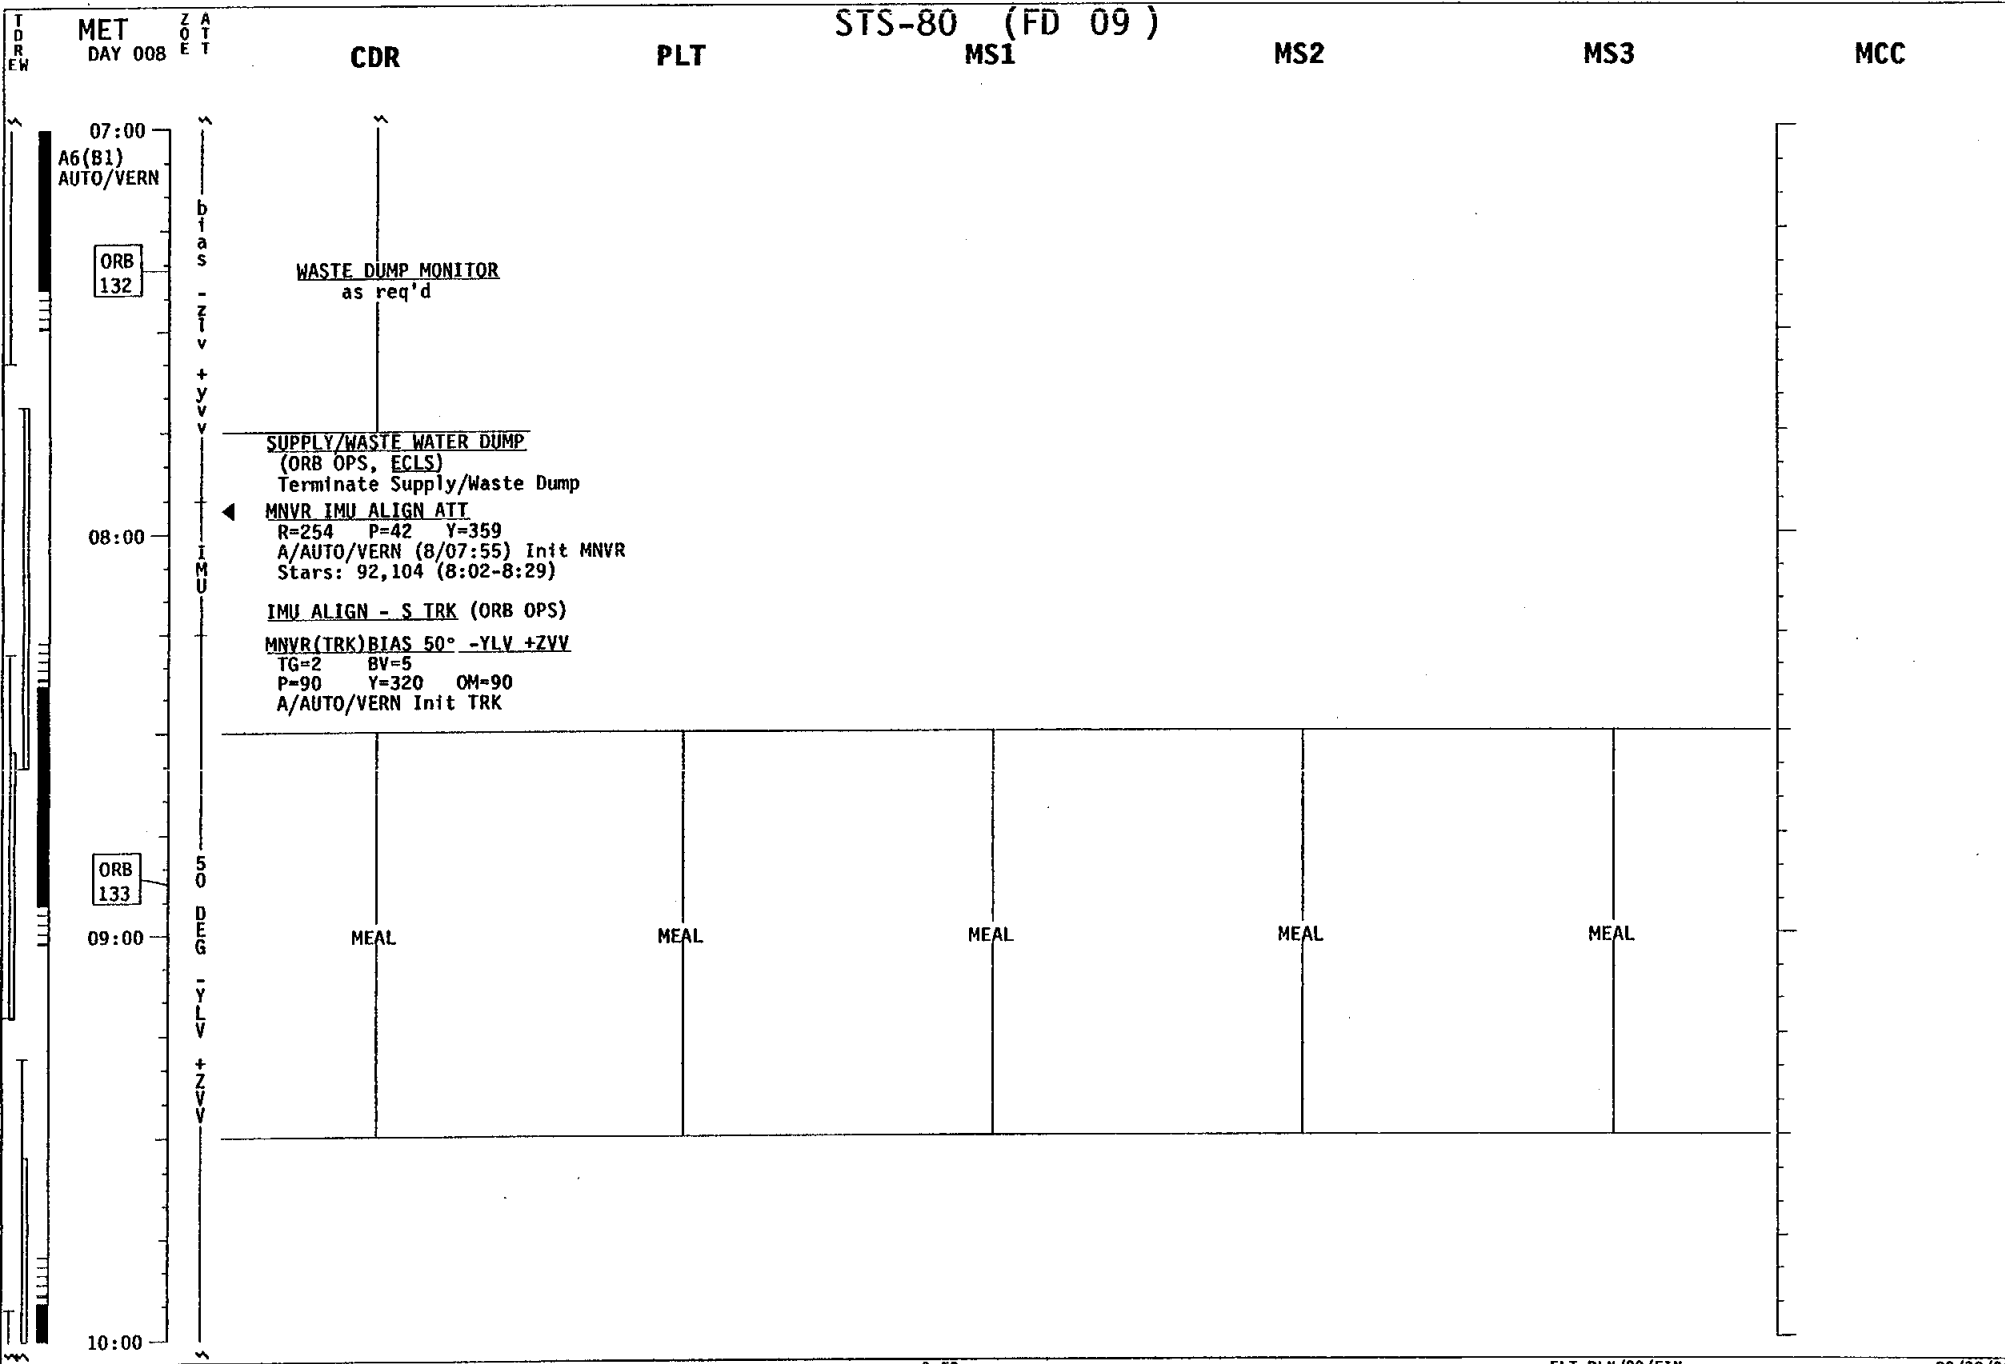 STS-80 (FD 09 )
TDREW
MET
DAY 008
ZOE
ATT
CDR
PLT
MS1
MS2
MS3
MCC
07:00
A6(B1)
AUTO/VERN
bias -zlv +yvv
ORB
132
WASTE DUMP MONITOR
as req'd
SUPPLY/WASTE WATER DUMP
(ORB OPS, ECLS)
Terminate Supply/Waste Dump
MNVR IMU ALIGN ATT
R=254 P=42 Y=359
08:00
IMU
A/AUTO/VERN (8/07:55) Init MNVR
Stars: 92,104 (8:02-8:29)
IMU ALIGN - S TRK (ORB OPS)
MNVR(TRK)BIAS 50° -YLV +ZVV
TG=2 BV=5
P=90 Y=320 OM=90
A/AUTO/VERN Init TRK
ORB
133
50 DEG -YLV +ZVV
09:00
MEAL
MEAL
MEAL
MEAL
MEAL
10:00